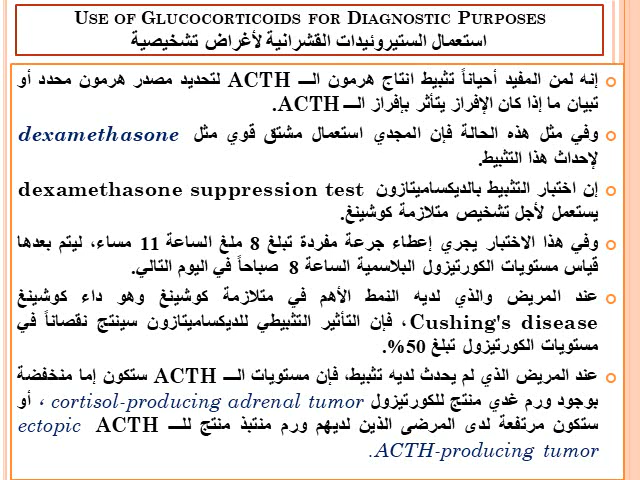 USE OF GLUCOCORTICOIDS FOR DIAGNOSTIC PURPOSES
استعمال الستيروئيدات القشرانية لأغراض تشخيصية
إنه لمن المفيد أحياناً تثبيط انتاج هرمون الــ ACTH لتحديد مصدر هرمون محدد أو
تبيان ما إذا كان الإفراز يتأثر بإفراز الــ ACTH.
وفي مثل هذه الحالة فإن المجدي استعمال مشتق قوي مثل dexamethasone
لإحداث هذا التثبيط.
إن اختبار التثبيط بالديكساميتازون dexamethasone suppression test
يستعمل لأجل تشخيص متلازمة كوشينغ.
وفي هذا الاختبار يجري إعطاء جرعة مفردة تبلغ 8 ملغ الساعة 11 مساء، ليتم بعدها
قياس مستويات الكورتيزول البلاسمية الساعة 8 صباحاً في اليوم التالي.
عند المريض والذي لديه النمط الأهم في متلازمة كوشينغ وهو داء كوشينغ
Cushing's disease، فإن التأثير التثبيطي للديكساميتازون سينتج نقصاناً في
مستويات الكورتيزول تبلغ 50%.
عند المريض الذي لم يحدث لديه تثبيط، فإن مستويات الــ ACTH ستكون إما منخفضة
بوجود ورم غدي منتج للكورتيزول cortisol-producing adrenal tumor ، أو
ستكون مرتفعة لدى المرضى الذين لديهم ورم منتبذ منتج للــ ACTH ectopic
ACTH-producing tumor.